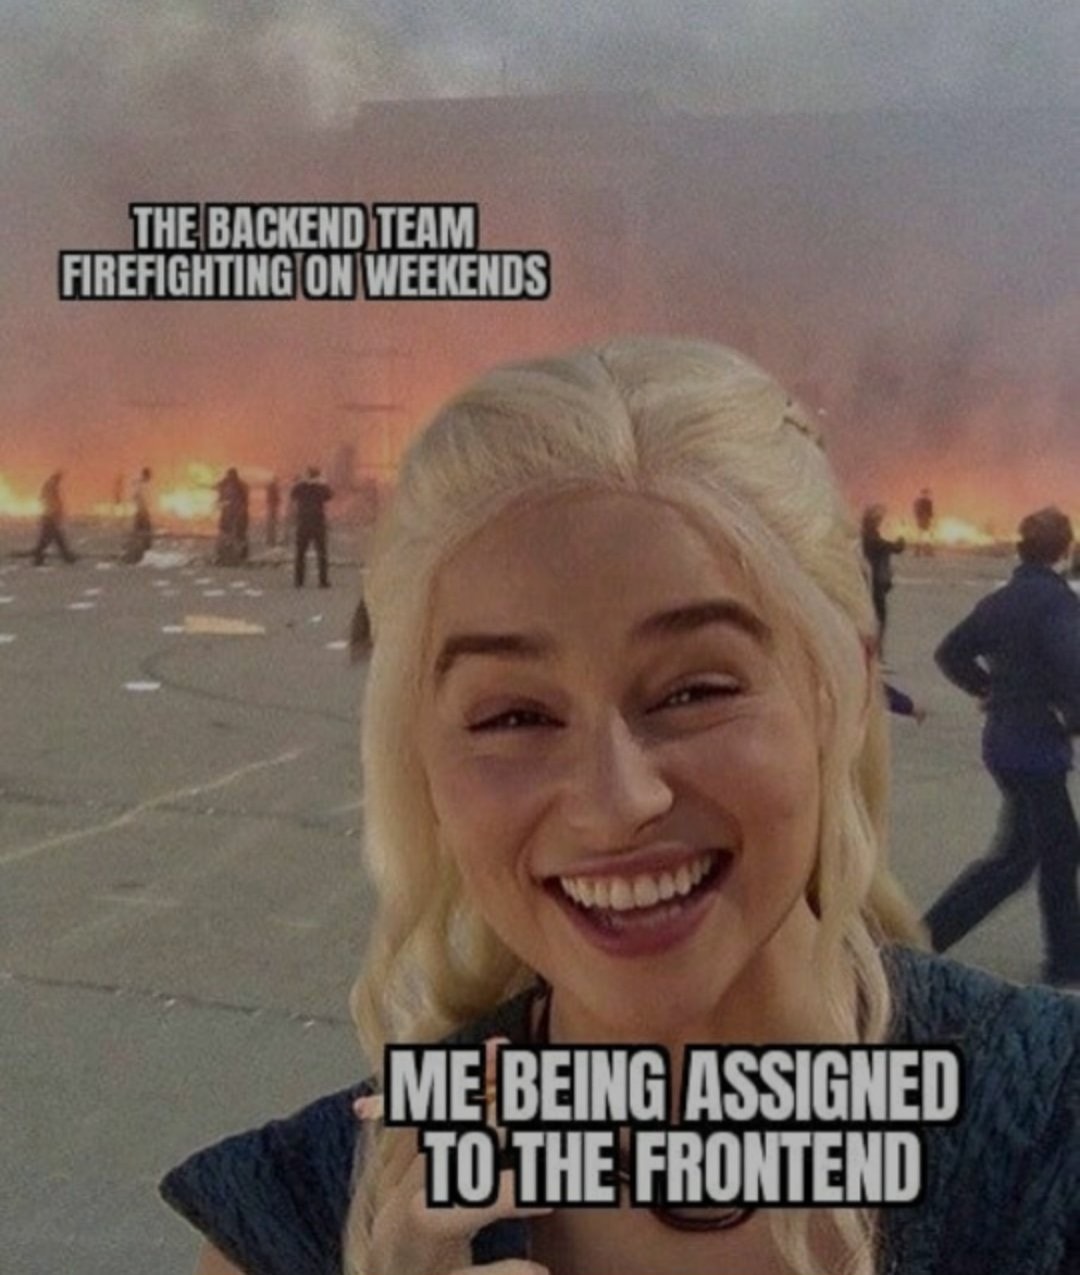 THE BACKEND TEAM
FIREFIGHTING ON WEEKENDS
ME BEING ASSIGNED
TO THE FRONTEND